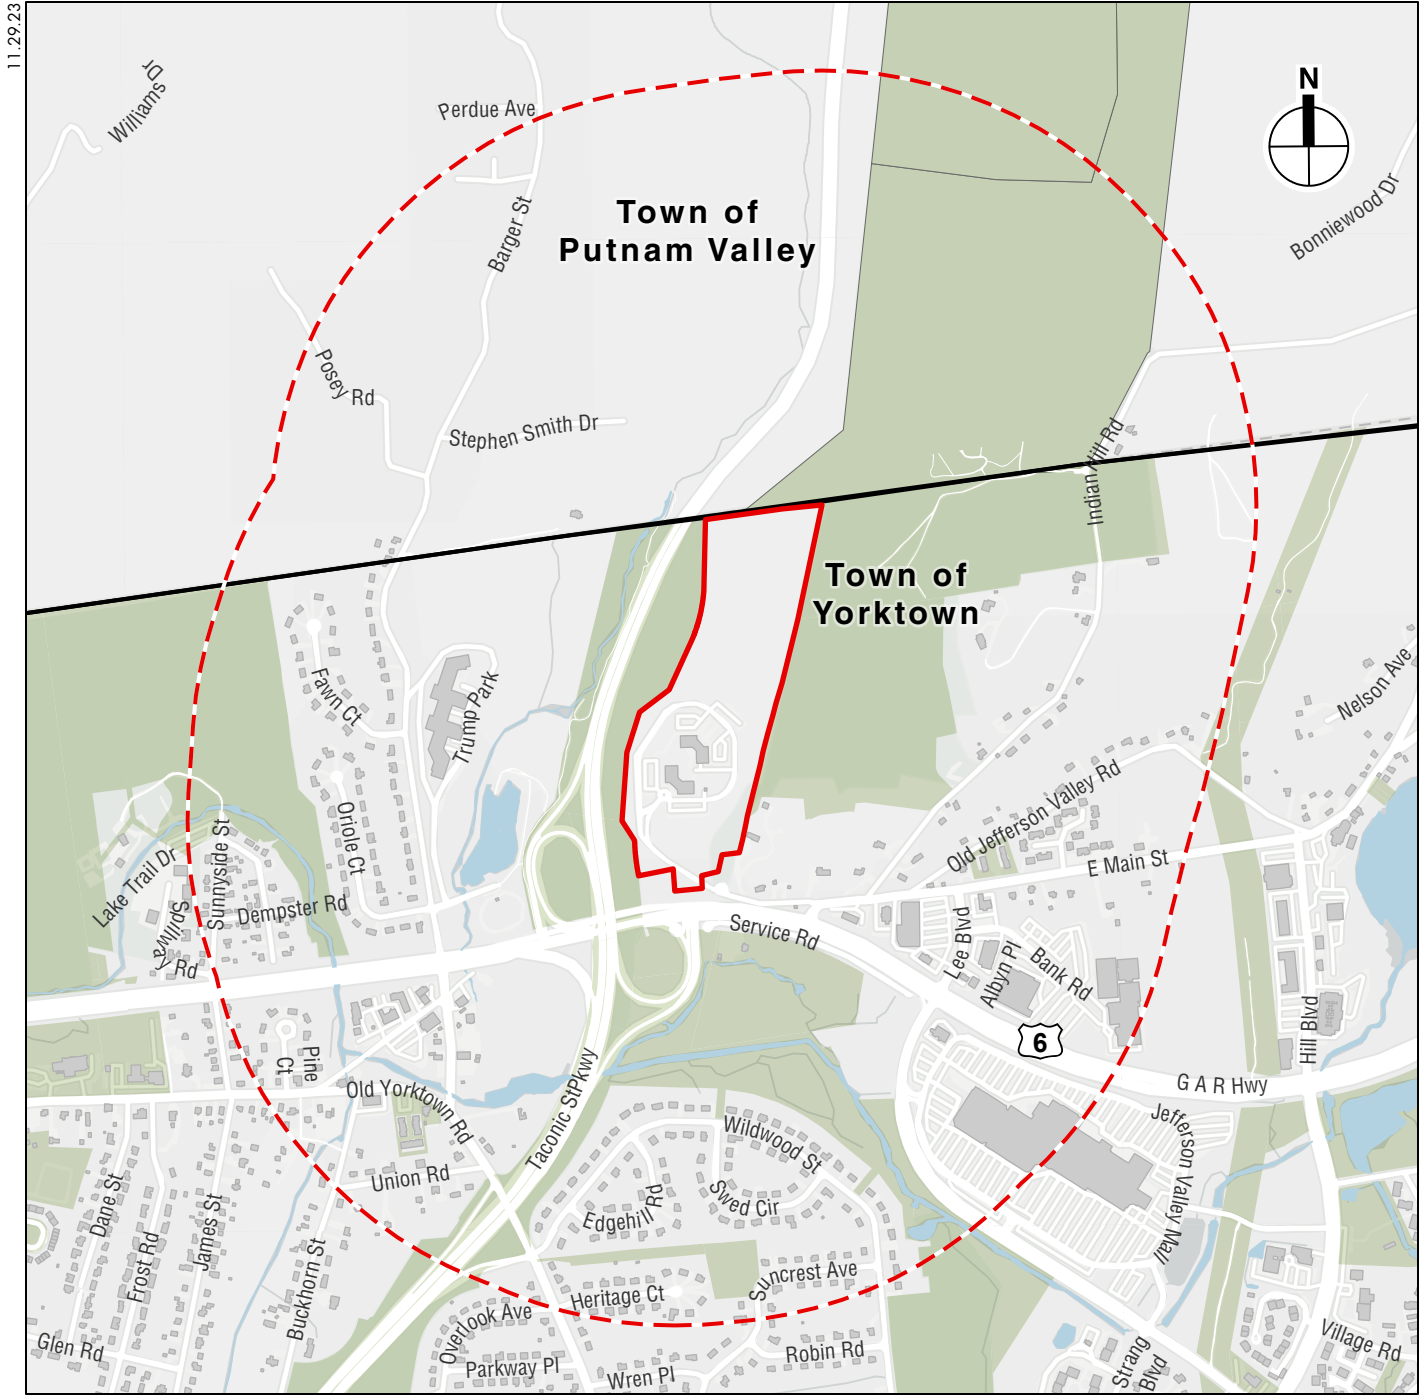 11.29.23
Williams Dr
Perdue Ave
N
Barger St
Town of
Putnam Valley
Bonniewood Dr
Posey Rd
Stephen Smith Dr
Indian Hill Rd
Town of
Yorktown
Fawn Ct
Trump Park
Nelson Ave
Oriole Ct
Old Jefferson Valley Rd
E Main St
Lake Trail Dr
Sunnyside St
Spillway Rd
Dempster Rd
Service Rd
Lee Blvd
Albyn Pl
Bank Rd
Hill Blvd
6
Pine
Ct
G A R Hwy
Old Yorktown Rd
Taconic StPkwy
Jefferson Valley Mall
Wildwood St
Union Rd
Swed Cir
Edgehill Rd
Dane St
James St
Frost Rd
Buckhorn St
Suncrest Ave
Heritage Ct
Overlook Ave
Glen Rd
Parkway Pl
Wren Pl
Robin Rd
Strang
Blvd
Village Rd